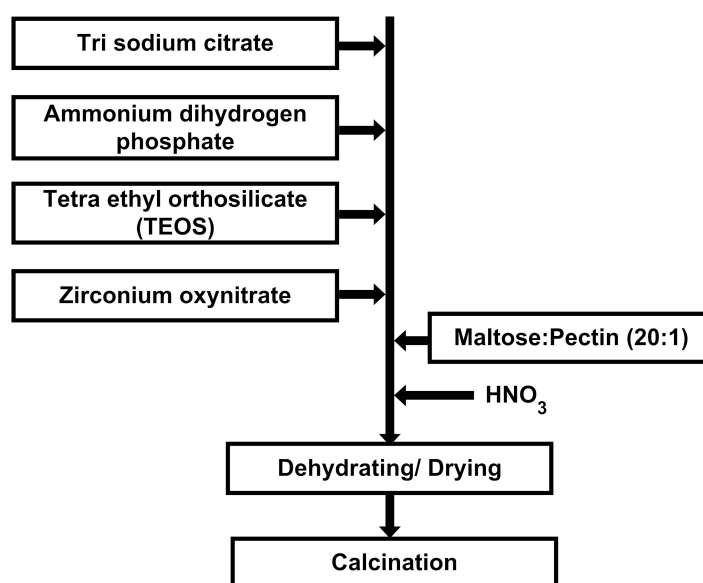 Tri sodium citrate
Ammonium dihydrogen
phosphate
Tetra ethyl orthosilicate
(TEOS)
Zirconium oxynitrate
Maltose:Pectin (20:1)
HNO₃
Dehydrating/ Drying
Calcination